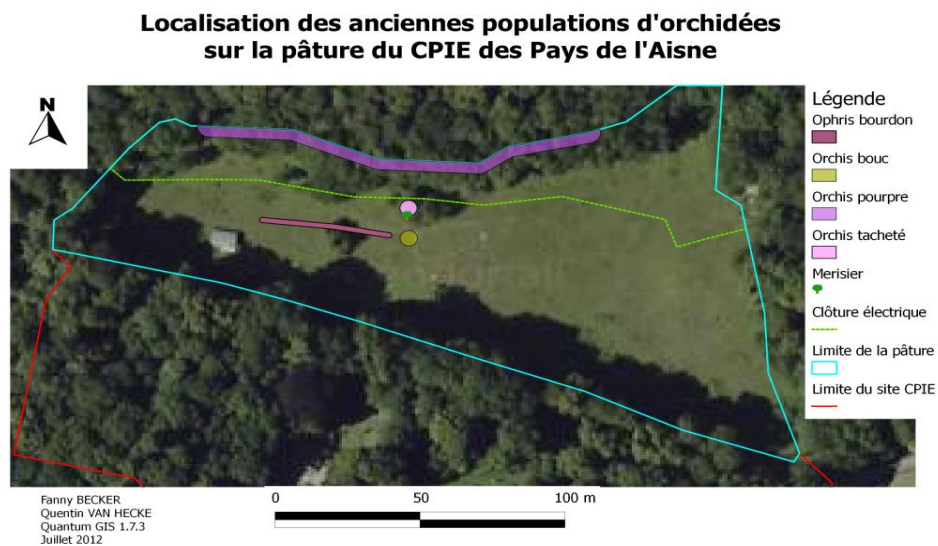 Localisation des anciennes populations d'orchidées
sur la pâture du CPIE des Pays de l'Aisne
N
Légende
Ophris bourdon
Orchis bouc
Orchis pourpre
Orchis tacheté
Merisier
Clôture électrique
Limite de la pâture
Limite du site CPIE
Fanny BECKER
Quentin VAN HECKE
Quantum GIS 1.7.3
Juillet 2012
0 50 100 m